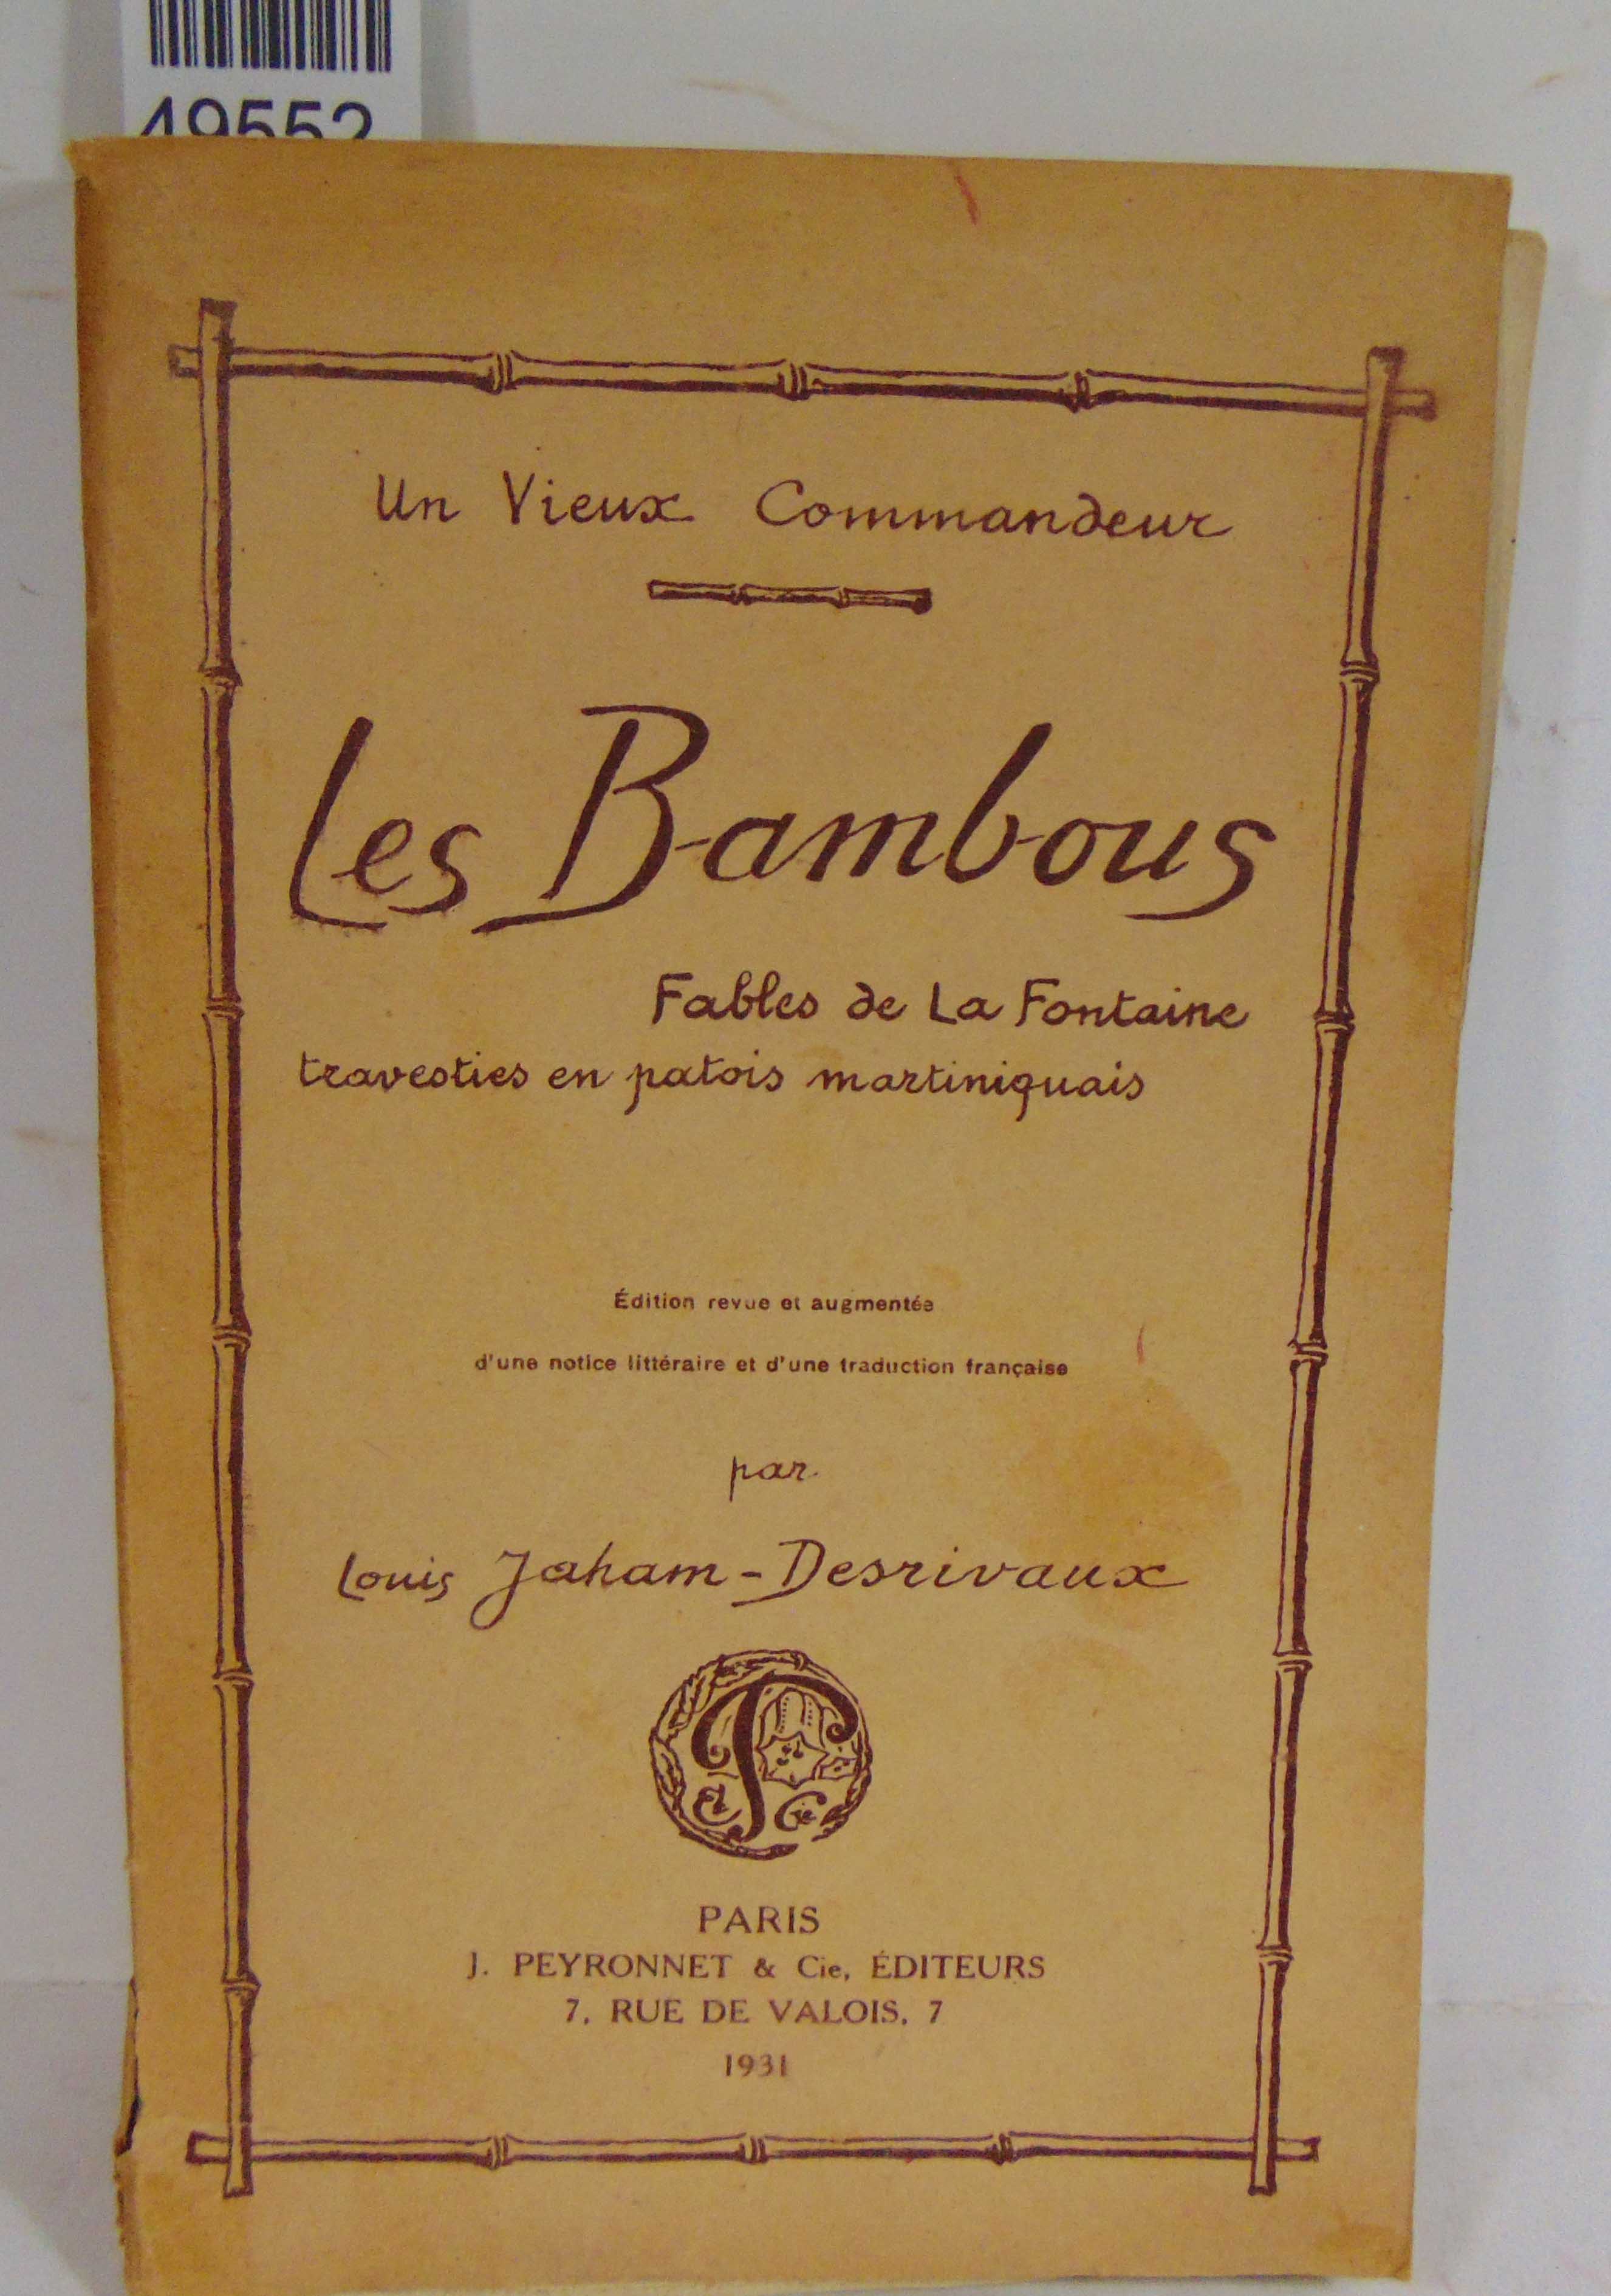 49552
Un Vieux Commandeur
Les Bambous
Fables de La Fontaine
travesties en patois martiniquais
Édition revue et augmentée
d'une notice littéraire et d'une traduction française
par
Louis Jaham-Desrivaux
P
Et Cie
PARIS
J. PEYRONNET & Cie, ÉDITEURS
7, RUE DE VALOIS, 7
1931